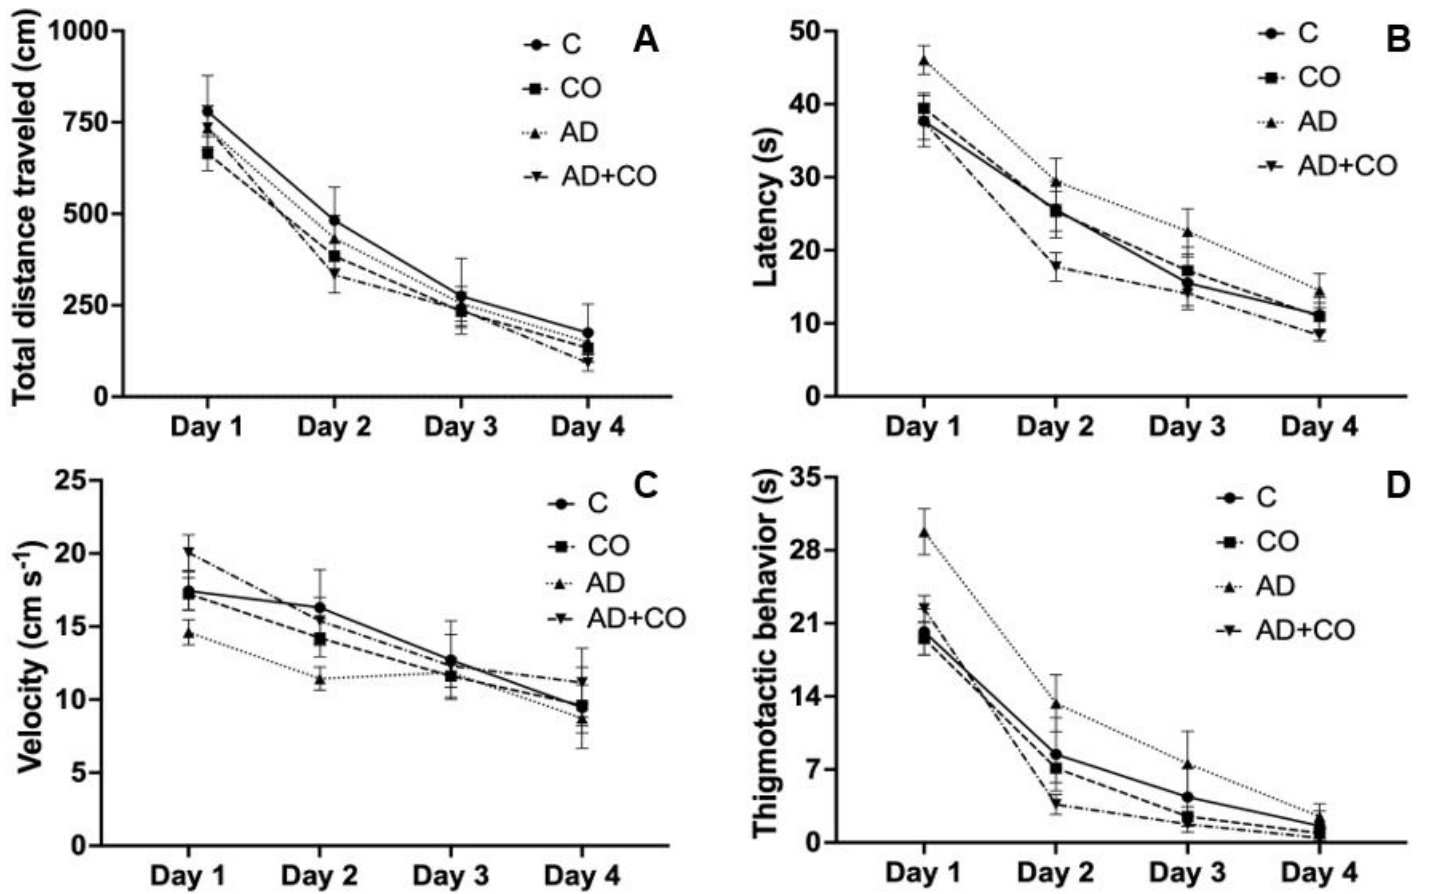 A
Total distance traveled (cm)
1000
750
500
250
0
C
CO
AD
AD+CO
Day 1 Day 2 Day 3 Day 4
B
Latency (s)
50
40
30
20
10
0
C
CO
AD
AD+CO
Day 1 Day 2 Day 3 Day 4
C
Velocity (cm s-1)
25
20
15
10
5
0
C
CO
AD
AD+CO
Day 1 Day 2 Day 3 Day 4
D
Thigmotactic behavior (s)
35
28
21
14
7
0
C
CO
AD
AD+CO
Day 1 Day 2 Day 3 Day 4